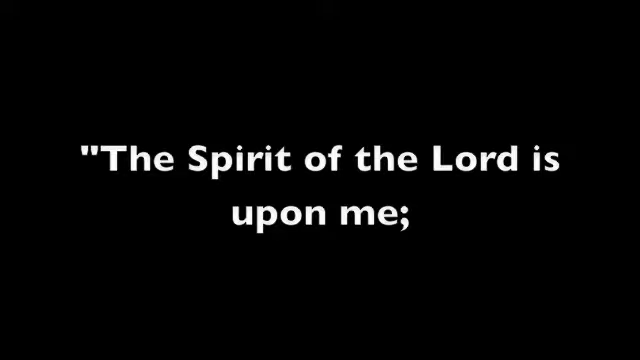 "The Spirit of the Lord is
upon me;